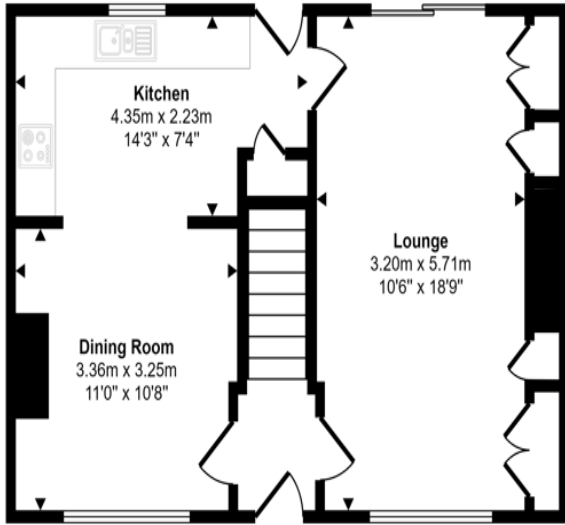 Kitchen
4.35m x 2.23m
14'3" x 7'4"
Lounge
3.20m x 5.71m
10'6" x 18'9"
Dining Room
3.36m x 3.25m
11'0" x 10'8"